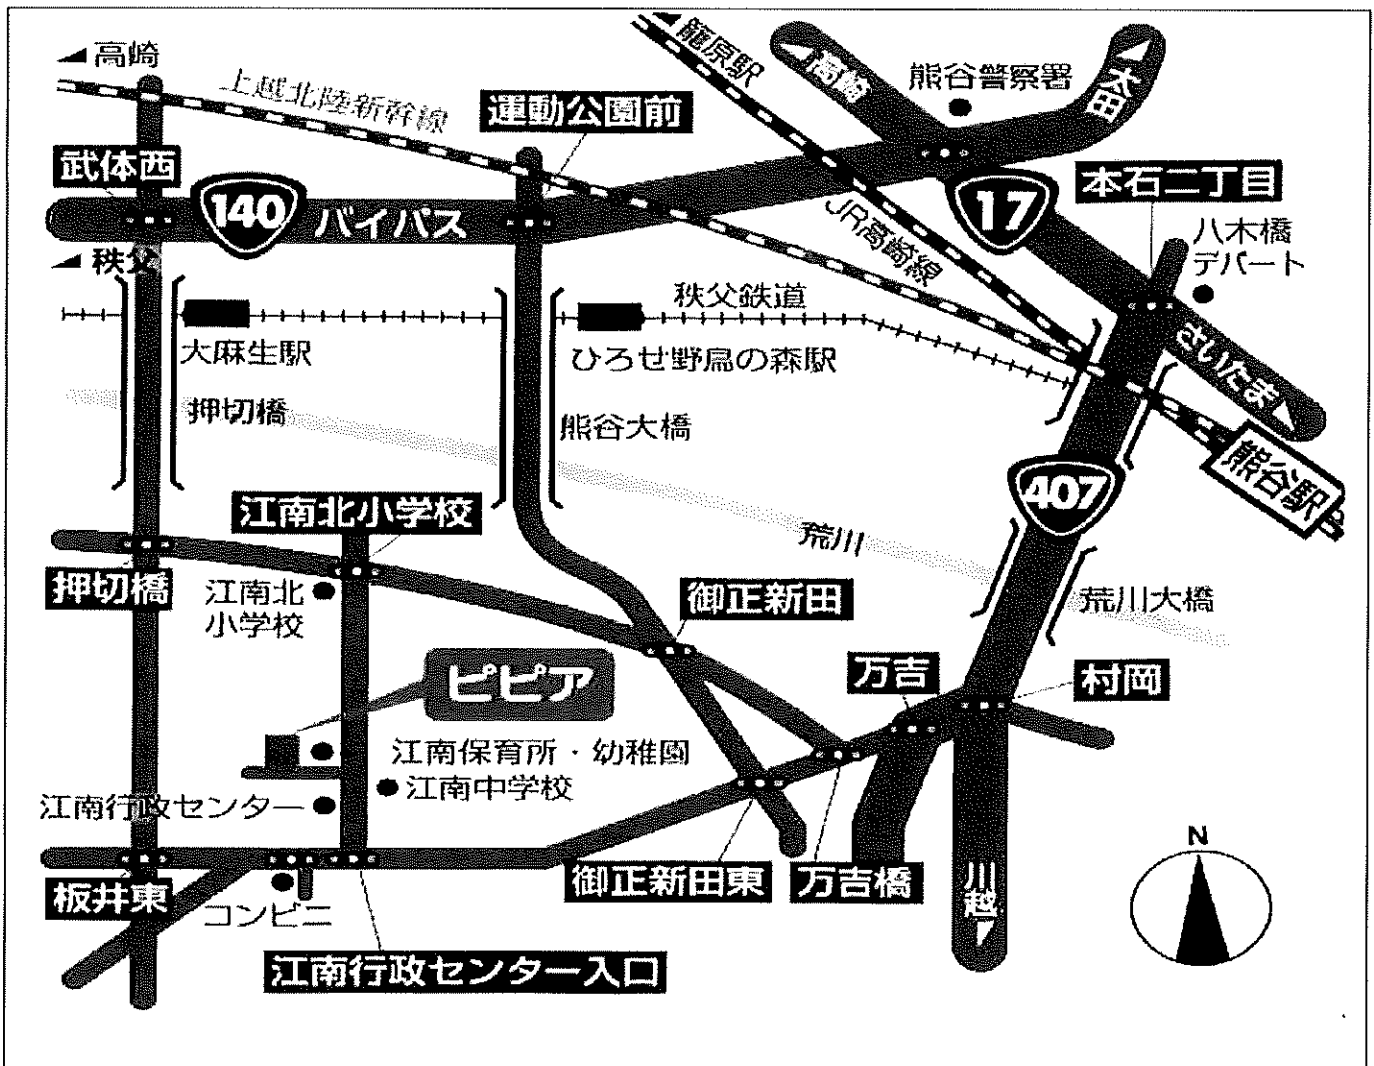 高崎
上越北陸新幹線
籠原駅
高崎
熊谷警察署
太田
運動公園前
武体西
140
バイパス
17
本石二丁目
八木橋
デパート
JR高崎線
秩父
秩父鉄道
大麻生駅
ひろせ野鳥の森駅
さいたま
押切橋
熊谷大橋
熊谷駅
407
江南北小学校
荒川
押切橋
江南北
小学校
御正新田
荒川大橋
ピピア
万吉
村岡
江南保育所・幼稚園
江南中学校
江南行政センター
N
板井東
コンビニ
御正新田東
万吉橋
川越
江南行政センター入口